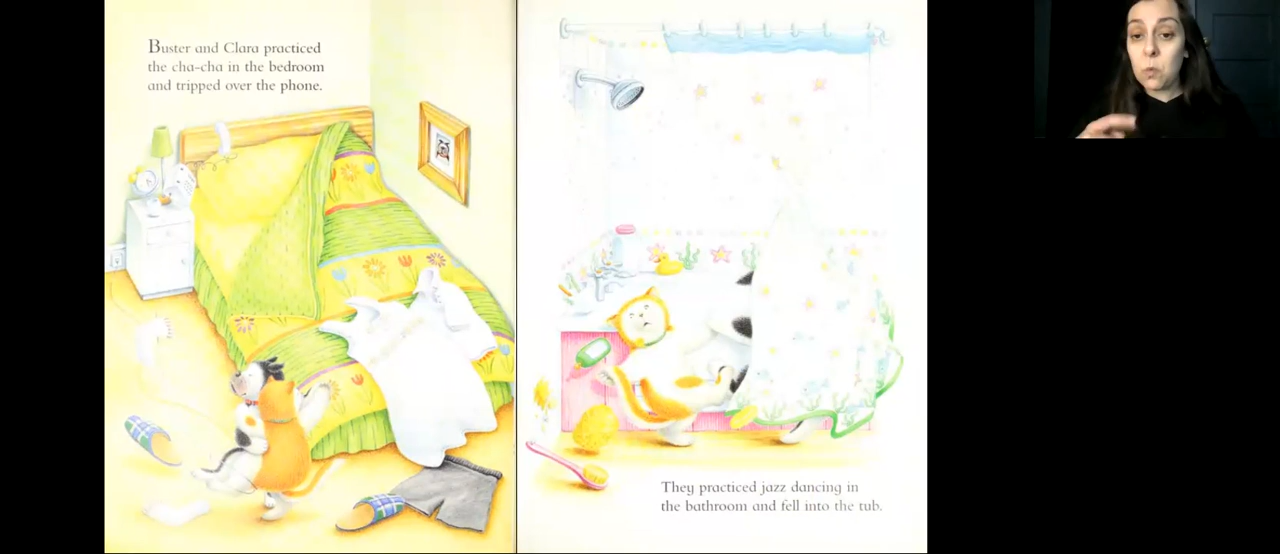 Buster and Clara practiced
the cha-cha in the bedroom
and tripped over the phone.
They practiced jazz dancing in
the bathroom and fell into the tub.